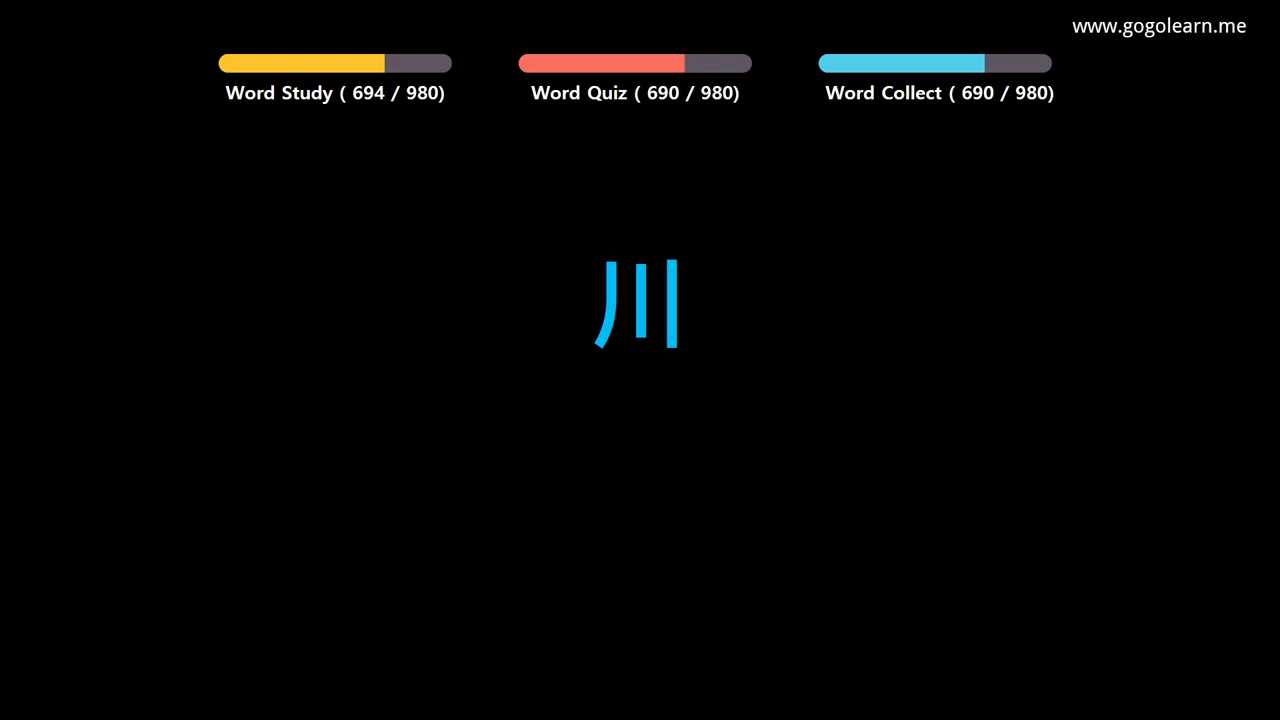 www.gogolearn.me
Word Study ( 694 / 980)
Word Quiz ( 690 / 980)
Word Collect ( 690 / 980)
川